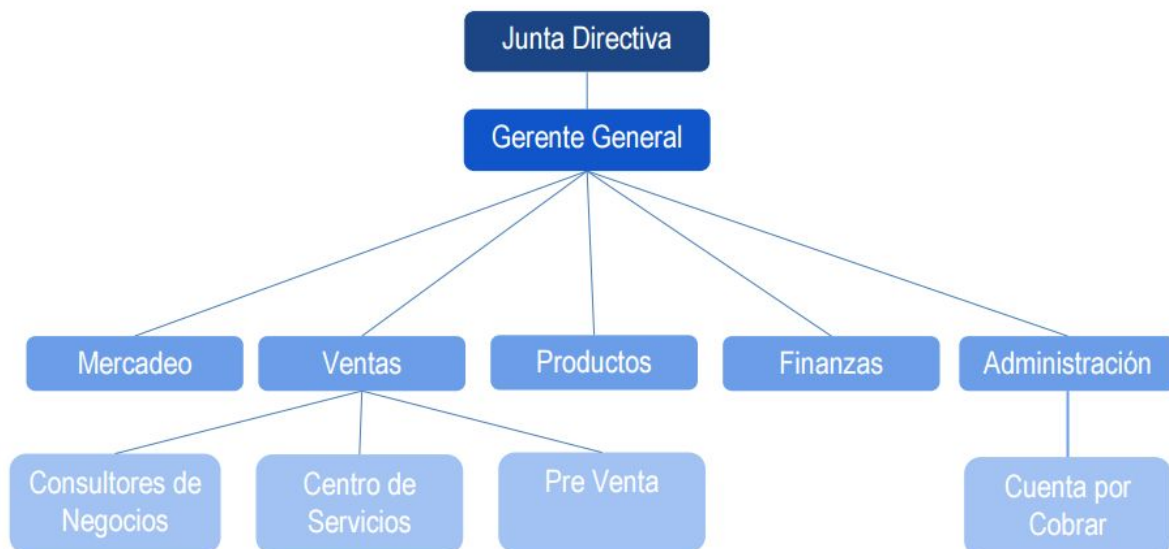 Junta Directiva
Gerente General
Mercadeo
Ventas
Productos
Finanzas
Administración
Consultores de
Negocios
Centro de
Servicios
Pre Venta
Cuenta por
Cobrar